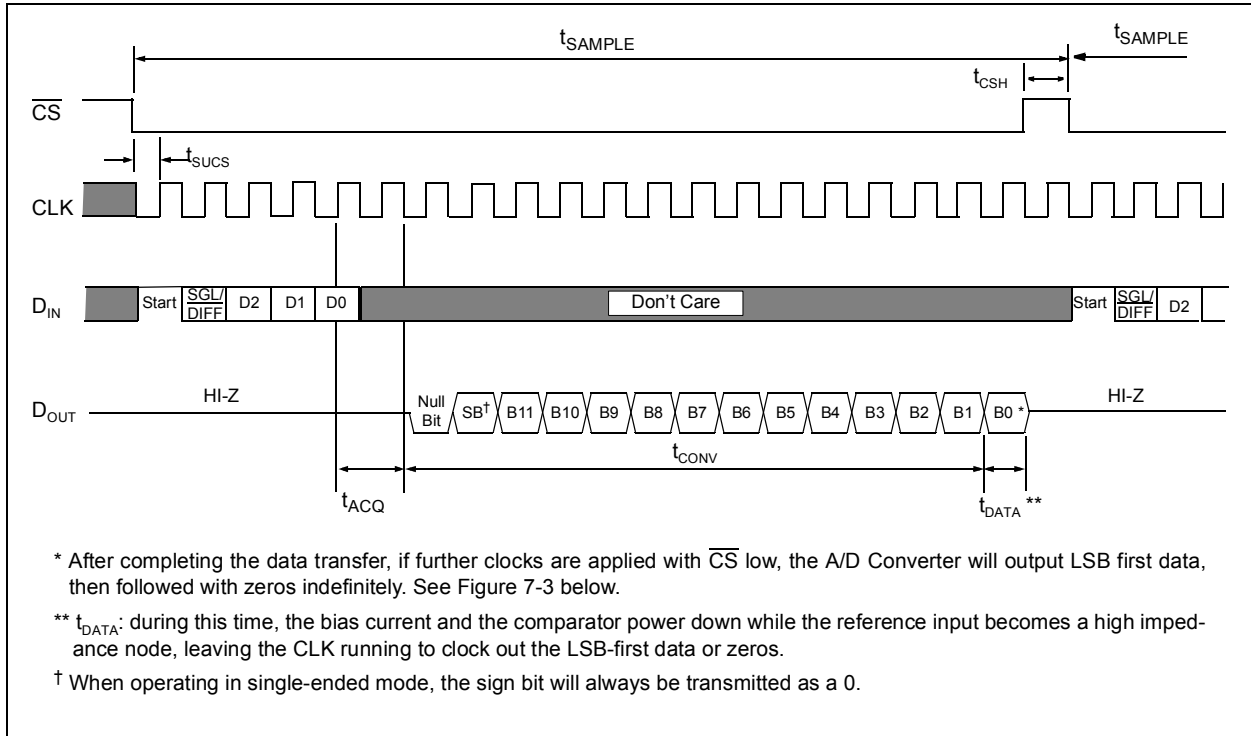 tSAMPLE
tSAMPLE
tCSH
CS
tSUCS
CLK
DIN
Start SGL/DIFF D2 D1 D0 Don't Care Start SGL/DIFF D2
HI-Z HI-Z
DOUT
Null Bit SB† B11 B10 B9 B8 B7 B6 B5 B4 B3 B2 B1 B0 *
tCONV
tACQ
tDATA **
* After completing the data transfer, if further clocks are applied with CS low, the A/D Converter will output LSB first data,
then followed with zeros indefinitely. See Figure 7-3 below.
** tDATA: during this time, the bias current and the comparator power down while the reference input becomes a high imped-
ance node, leaving the CLK running to clock out the LSB-first data or zeros.
† When operating in single-ended mode, the sign bit will always be transmitted as a 0.